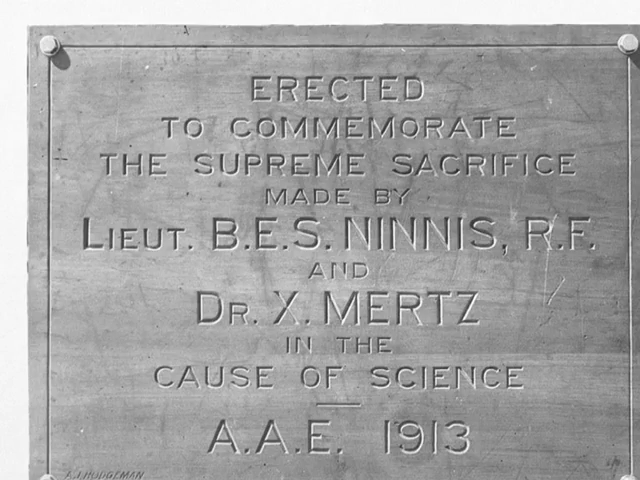 ERECTED
TO COMMEMORATE
THE SUPREME SACRIFICE
MADE BY
LIEUT. B.E.S. NINNIS, R.F.
AND
DR. X. MERTZ
IN THE
CAUSE OF SCIENCE
A.A.E. 1913
A.J. HODGEMAN